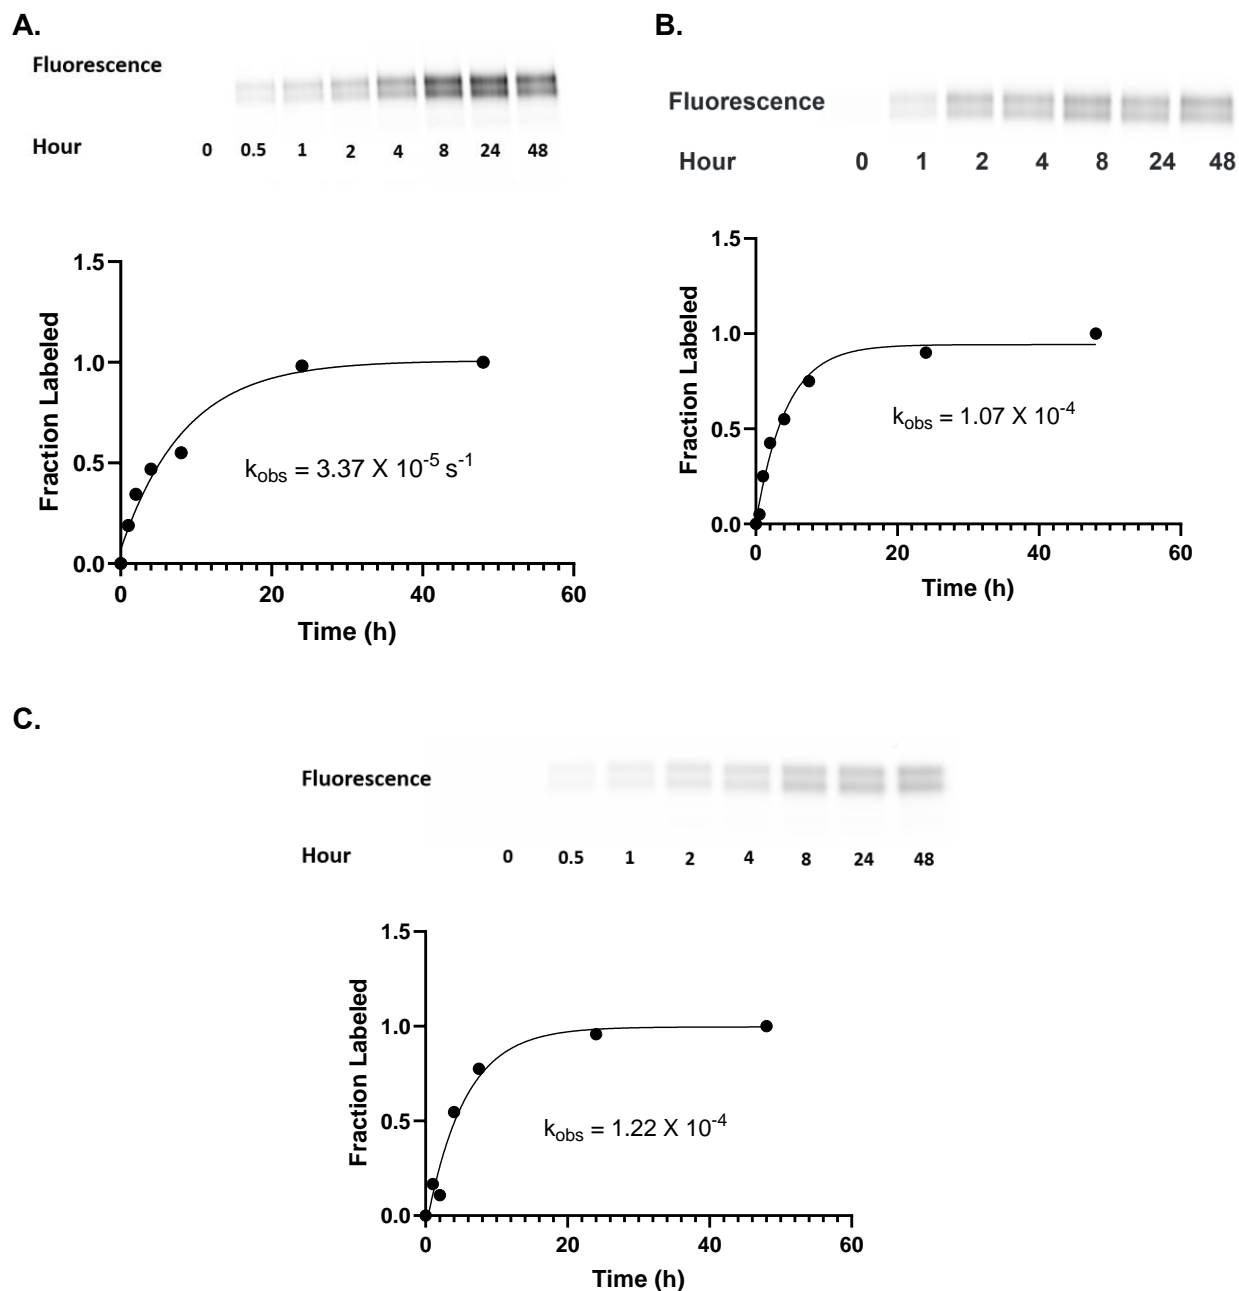 A.
Fluorescence
Hour 0 0.5 1 2 4 8 24 48
1.5
1.0
0.5
0.0
Fraction Labeled
k_obs = 3.37 X 10^-5 s^-1
0 20 40 60
Time (h)
B.
Fluorescence
Hour 0 1 2 4 8 24 48
1.5
1.0
0.5
0.0
Fraction Labeled
k_obs = 1.07 X 10^-4
0 20 40 60
Time (h)
C.
Fluorescence
Hour 0 0.5 1 2 4 8 24 48
1.5
1.0
0.5
0.0
Fraction Labeled
k_obs = 1.22 X 10^-4
0 20 40 60
Time (h)